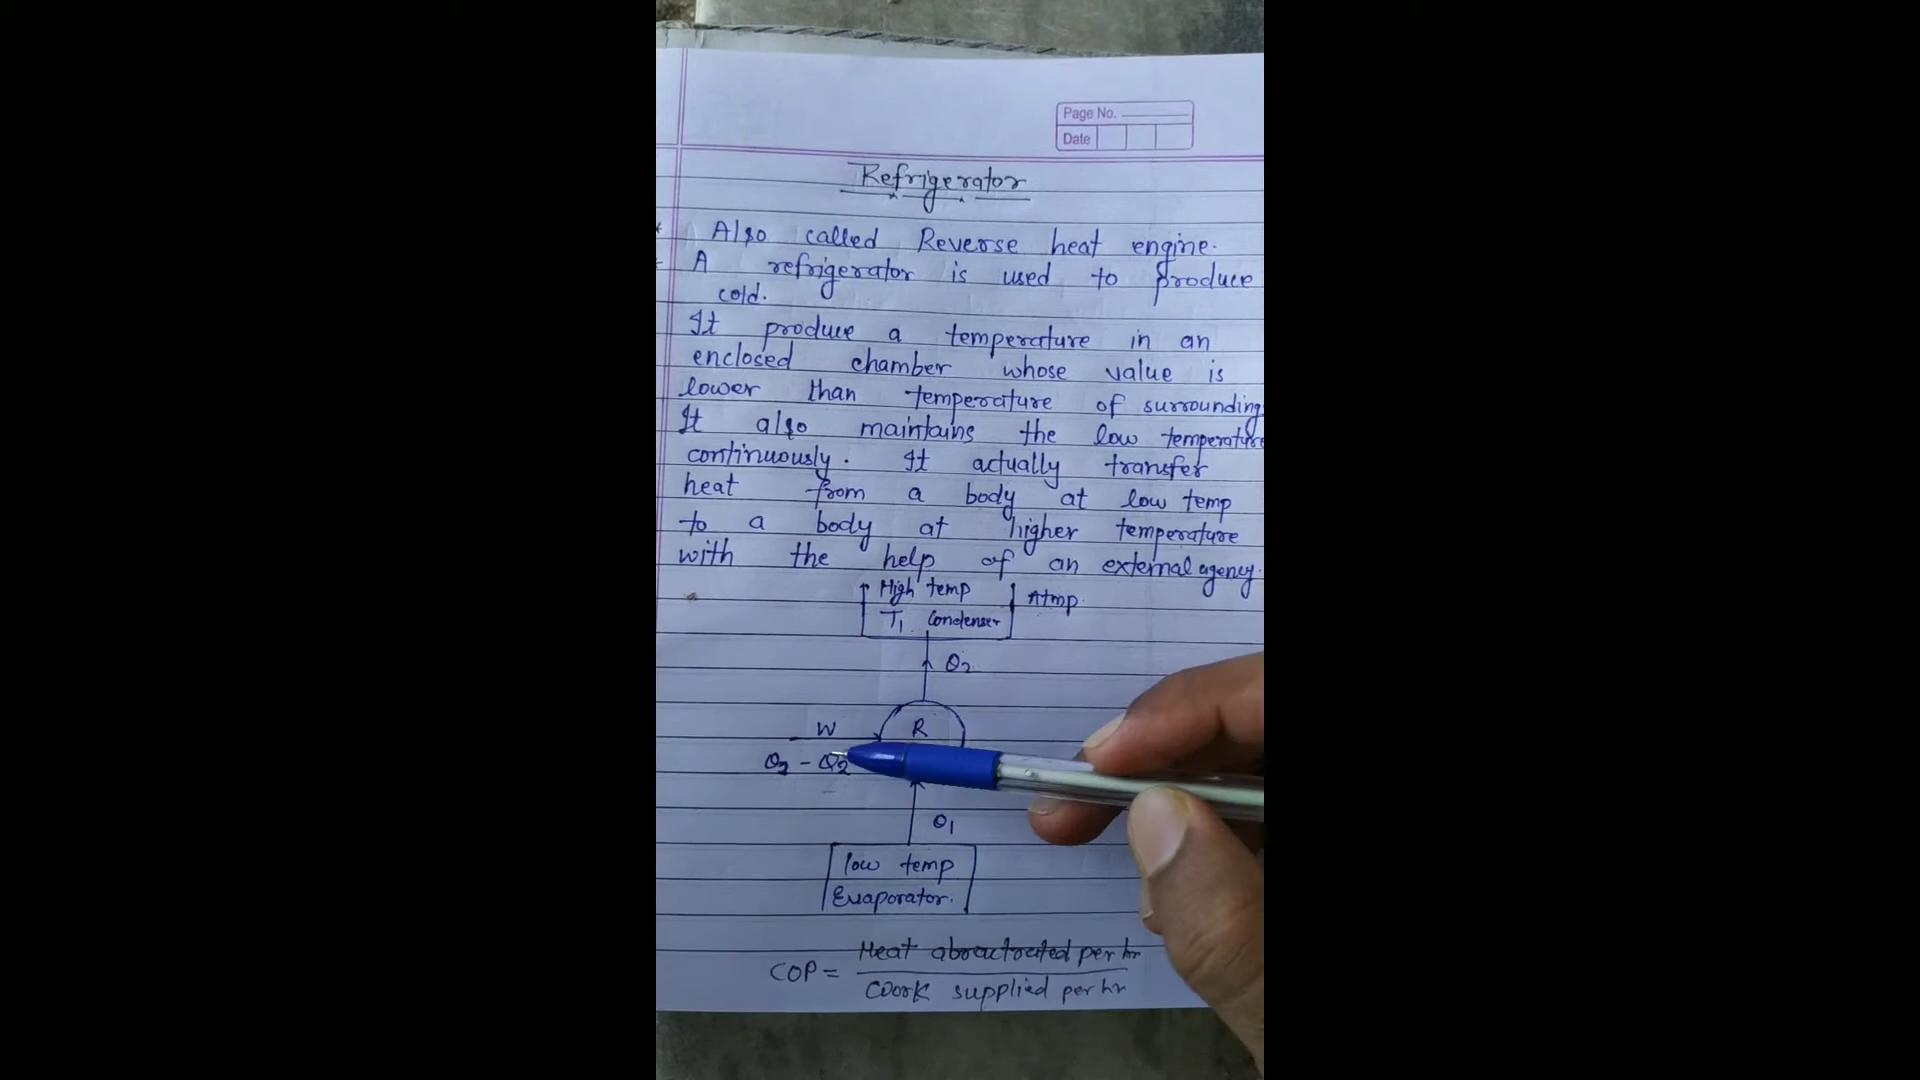 Page No.
Date
Refrigerator
* Also called Reverse heat engine.
A refrigerator is used to produce
cold.
It produce a temperature in an
enclosed chamber whose value is
lower than temperature of surrounding
It also maintains the low temperature
continuously. It actually transfer
heat from a body at low temp
to a body at higher temperature
with the help of an external agency.
High temp Atmp.
T1 Condenser
Q2
W R
Q2 - Q2
Q1
low temp
Evaporator.
Heat per hr
COP =
supplied per hr